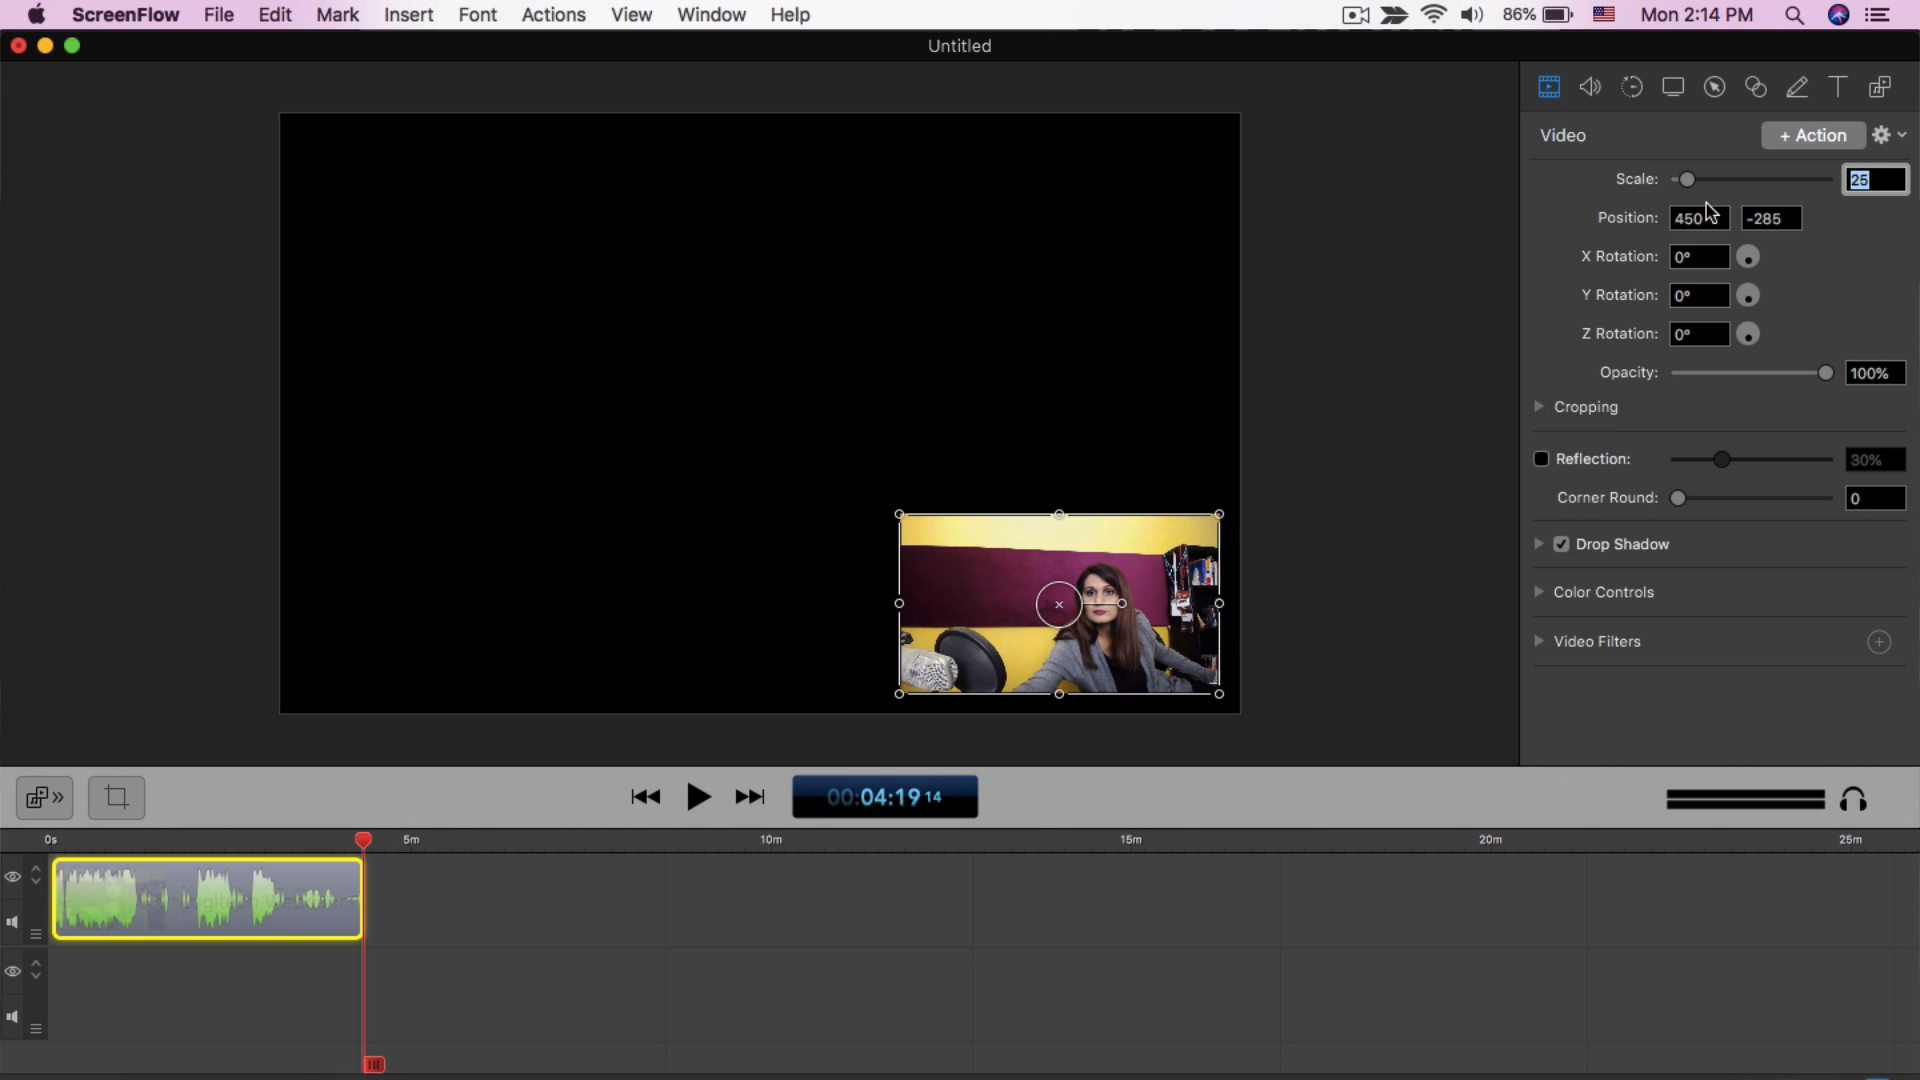 ScreenFlow File Edit Mark Insert Font Actions View Window Help 86% Mon 2:14 PM
Untitled
Video + Action
Scale: 25
Position: 450 -285
X Rotation: 0°
Y Rotation: 0°
Z Rotation: 0°
Opacity: 100%
Cropping
Reflection: 30%
Corner Round: 0
Drop Shadow
Color Controls
Video Filters
00:04:19 14
0s 5m 10m 15m 20m 25m